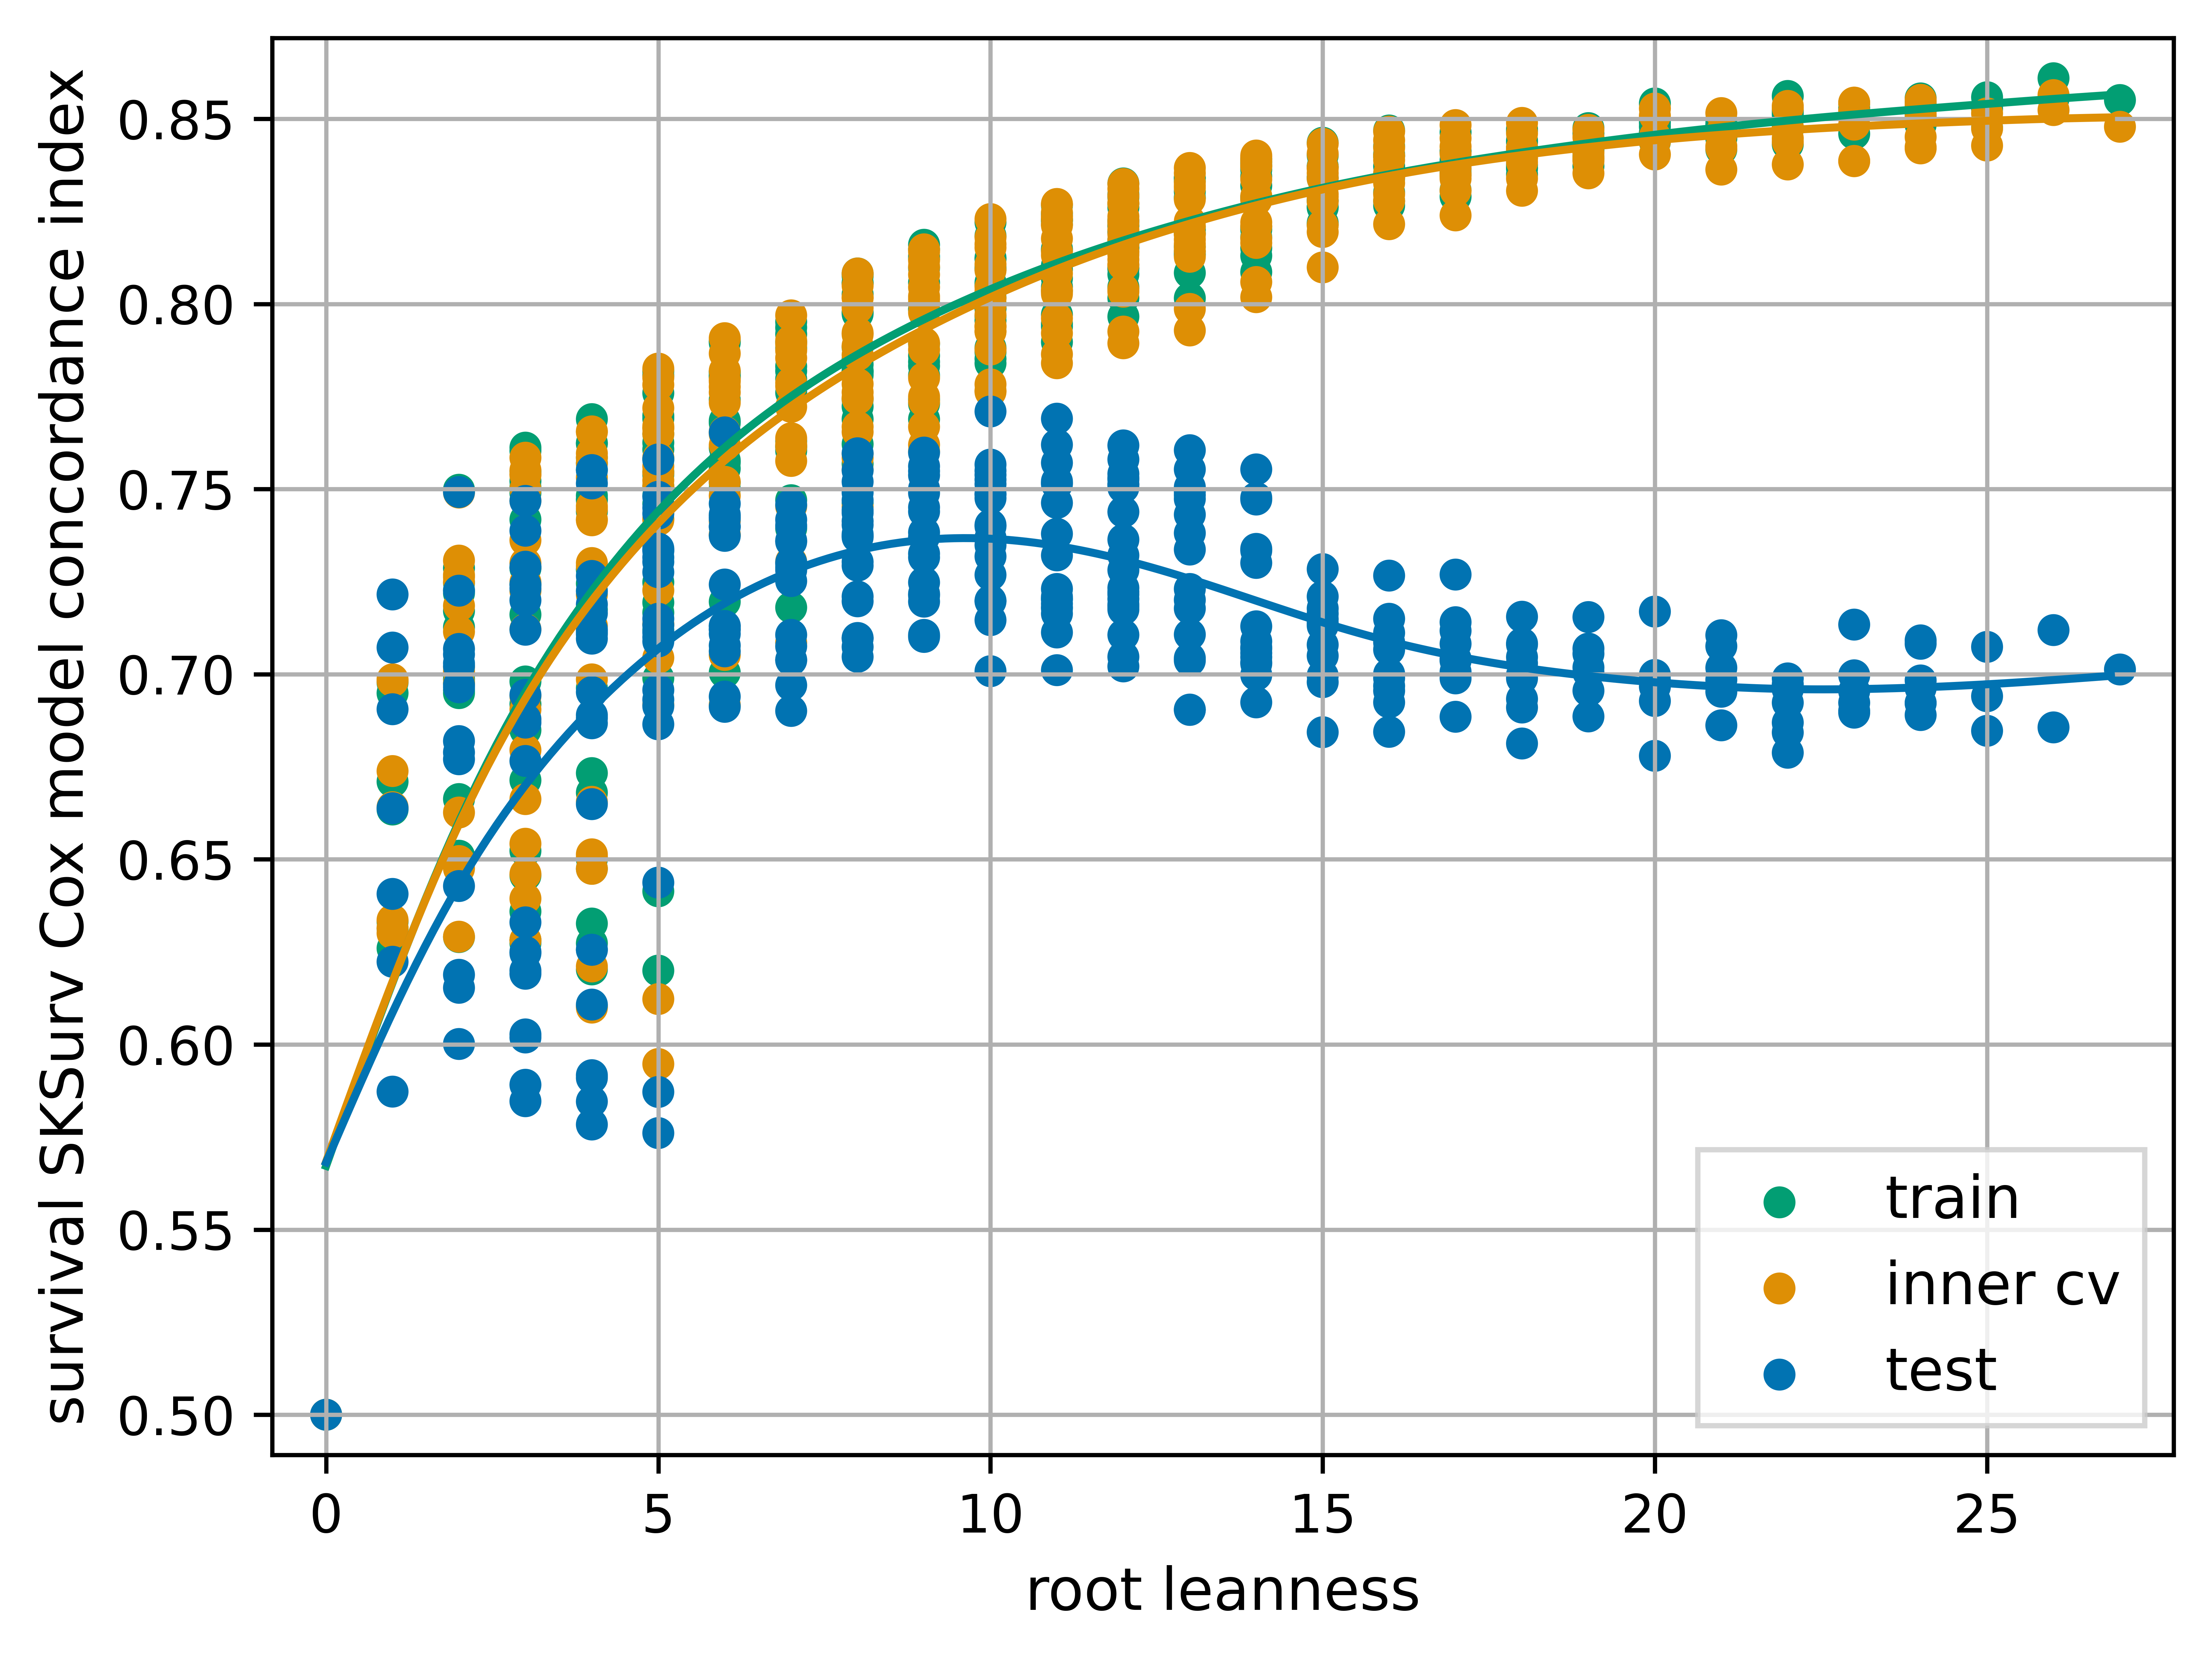 survival SKSurv Cox model concordance index
0.85
0.80
0.75
0.70
0.65
0.60
0.55
0.50
train
inner cv
test
0 5 10 15 20 25
root leanness